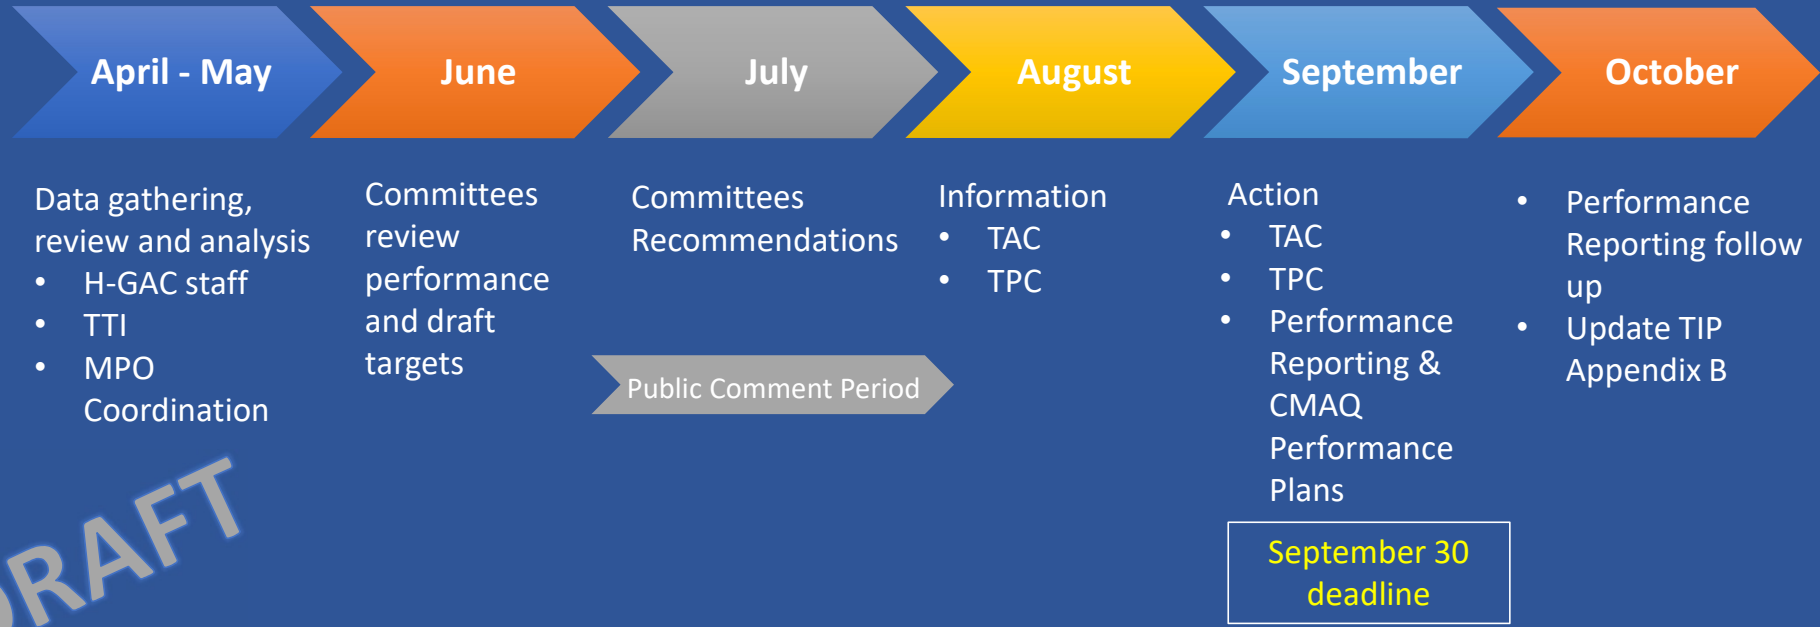 April - May
June
July
August
September
October
Data gathering,
review and analysis
• H-GAC staff
• TTI
• MPO
Coordination
Committees
review
performance
and draft
targets
Committees
Recommendations
Public Comment Period
Information
• TAC
• TPC
Action
• TAC
• TPC
• Performance
Reporting &
CMAQ
Performance
Plans
September 30
deadline
• Performance
Reporting follow
up
• Update TIP
Appendix B
DRAFT